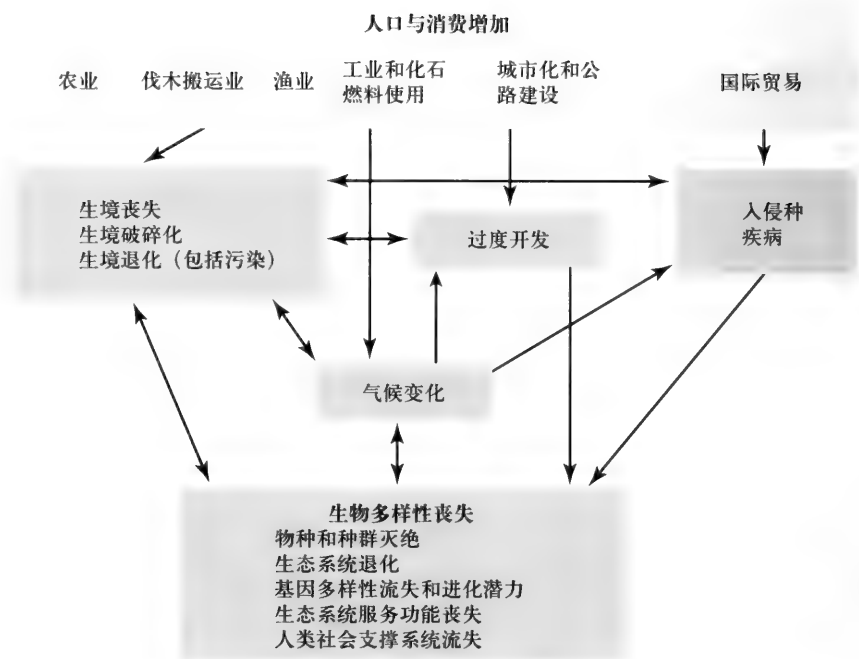 人口与消费增加
农业 伐木搬运业 渔业 工业和化石
燃料使用 城市化和公
路建设 国际贸易
生境丧失
生境破碎化
生境退化（包括污染）
过度开发
入侵种
疾病
气候变化
生物多样性丧失
物种和种群灭绝
生态系统退化
基因多样性流失和进化潜力
生态系统服务功能丧失
人类社会支撑系统流失